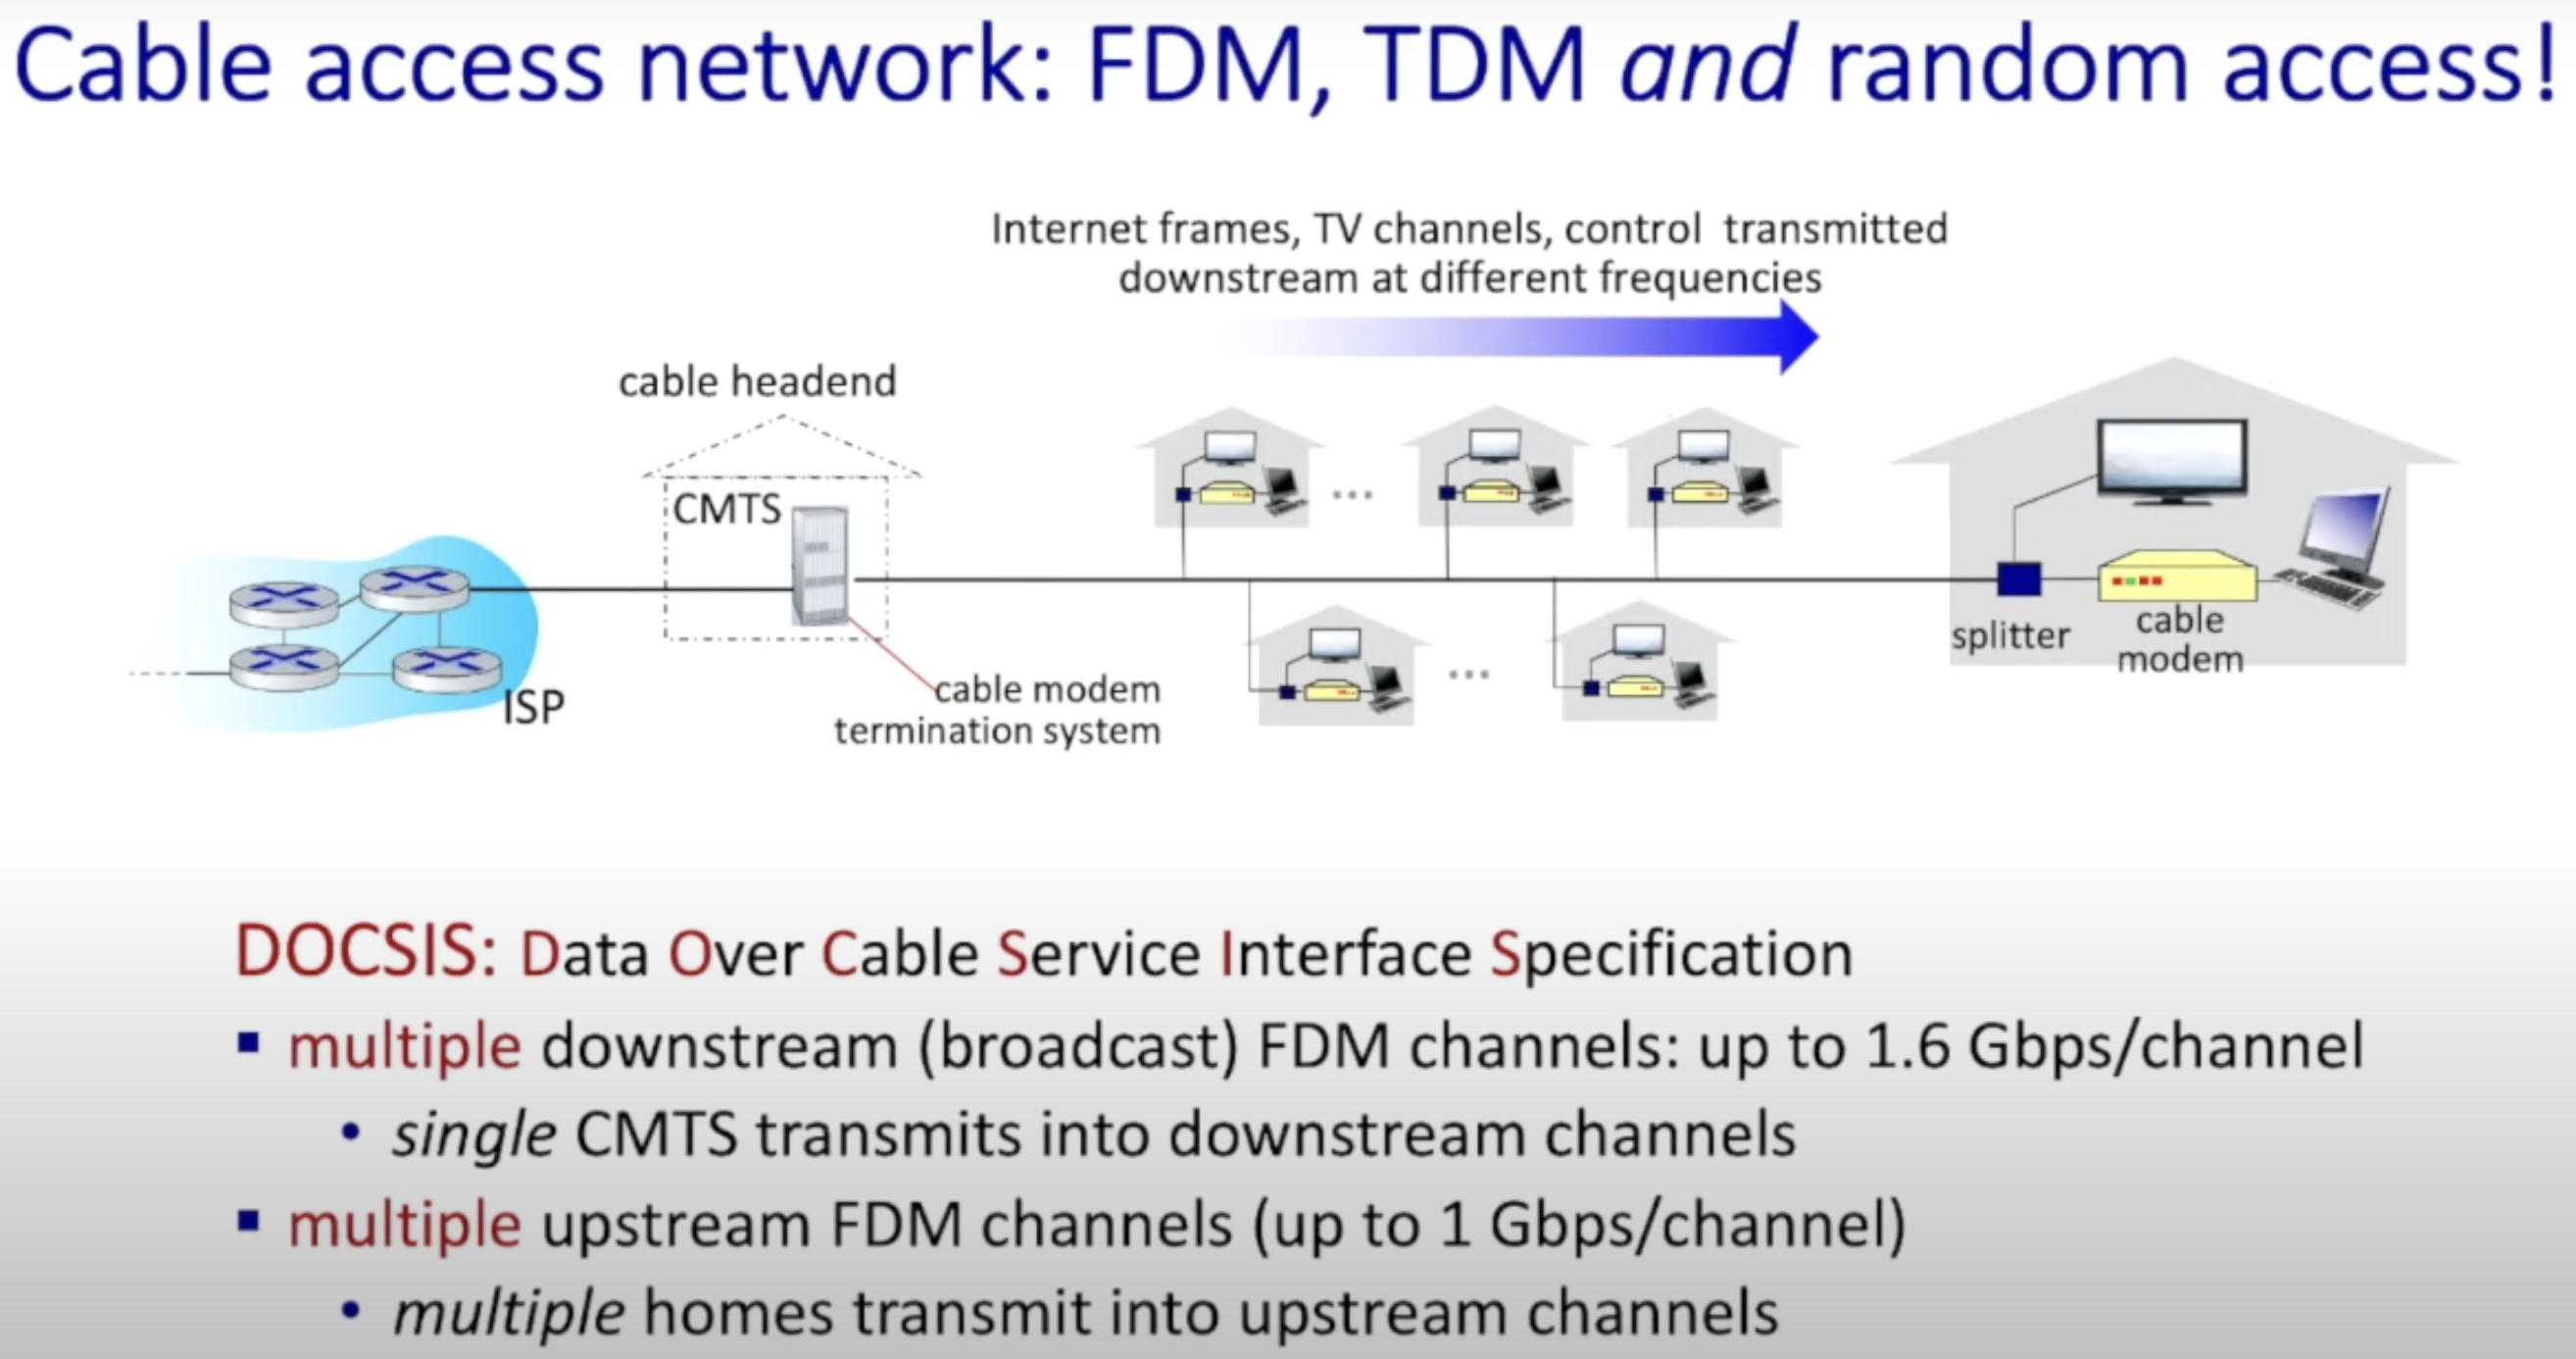 Cable access network: FDM, TDM and random access!
Internet frames, TV channels, control transmitted
downstream at different frequencies
cable headend
CMTS
ISP
cable modem
termination system
splitter
cable
modem
DOCSIS: Data Over Cable Service Interface Specification
multiple downstream (broadcast) FDM channels: up to 1.6 Gbps/channel
single CMTS transmits into downstream channels
multiple upstream FDM channels (up to 1 Gbps/channel)
multiple homes transmit into upstream channels